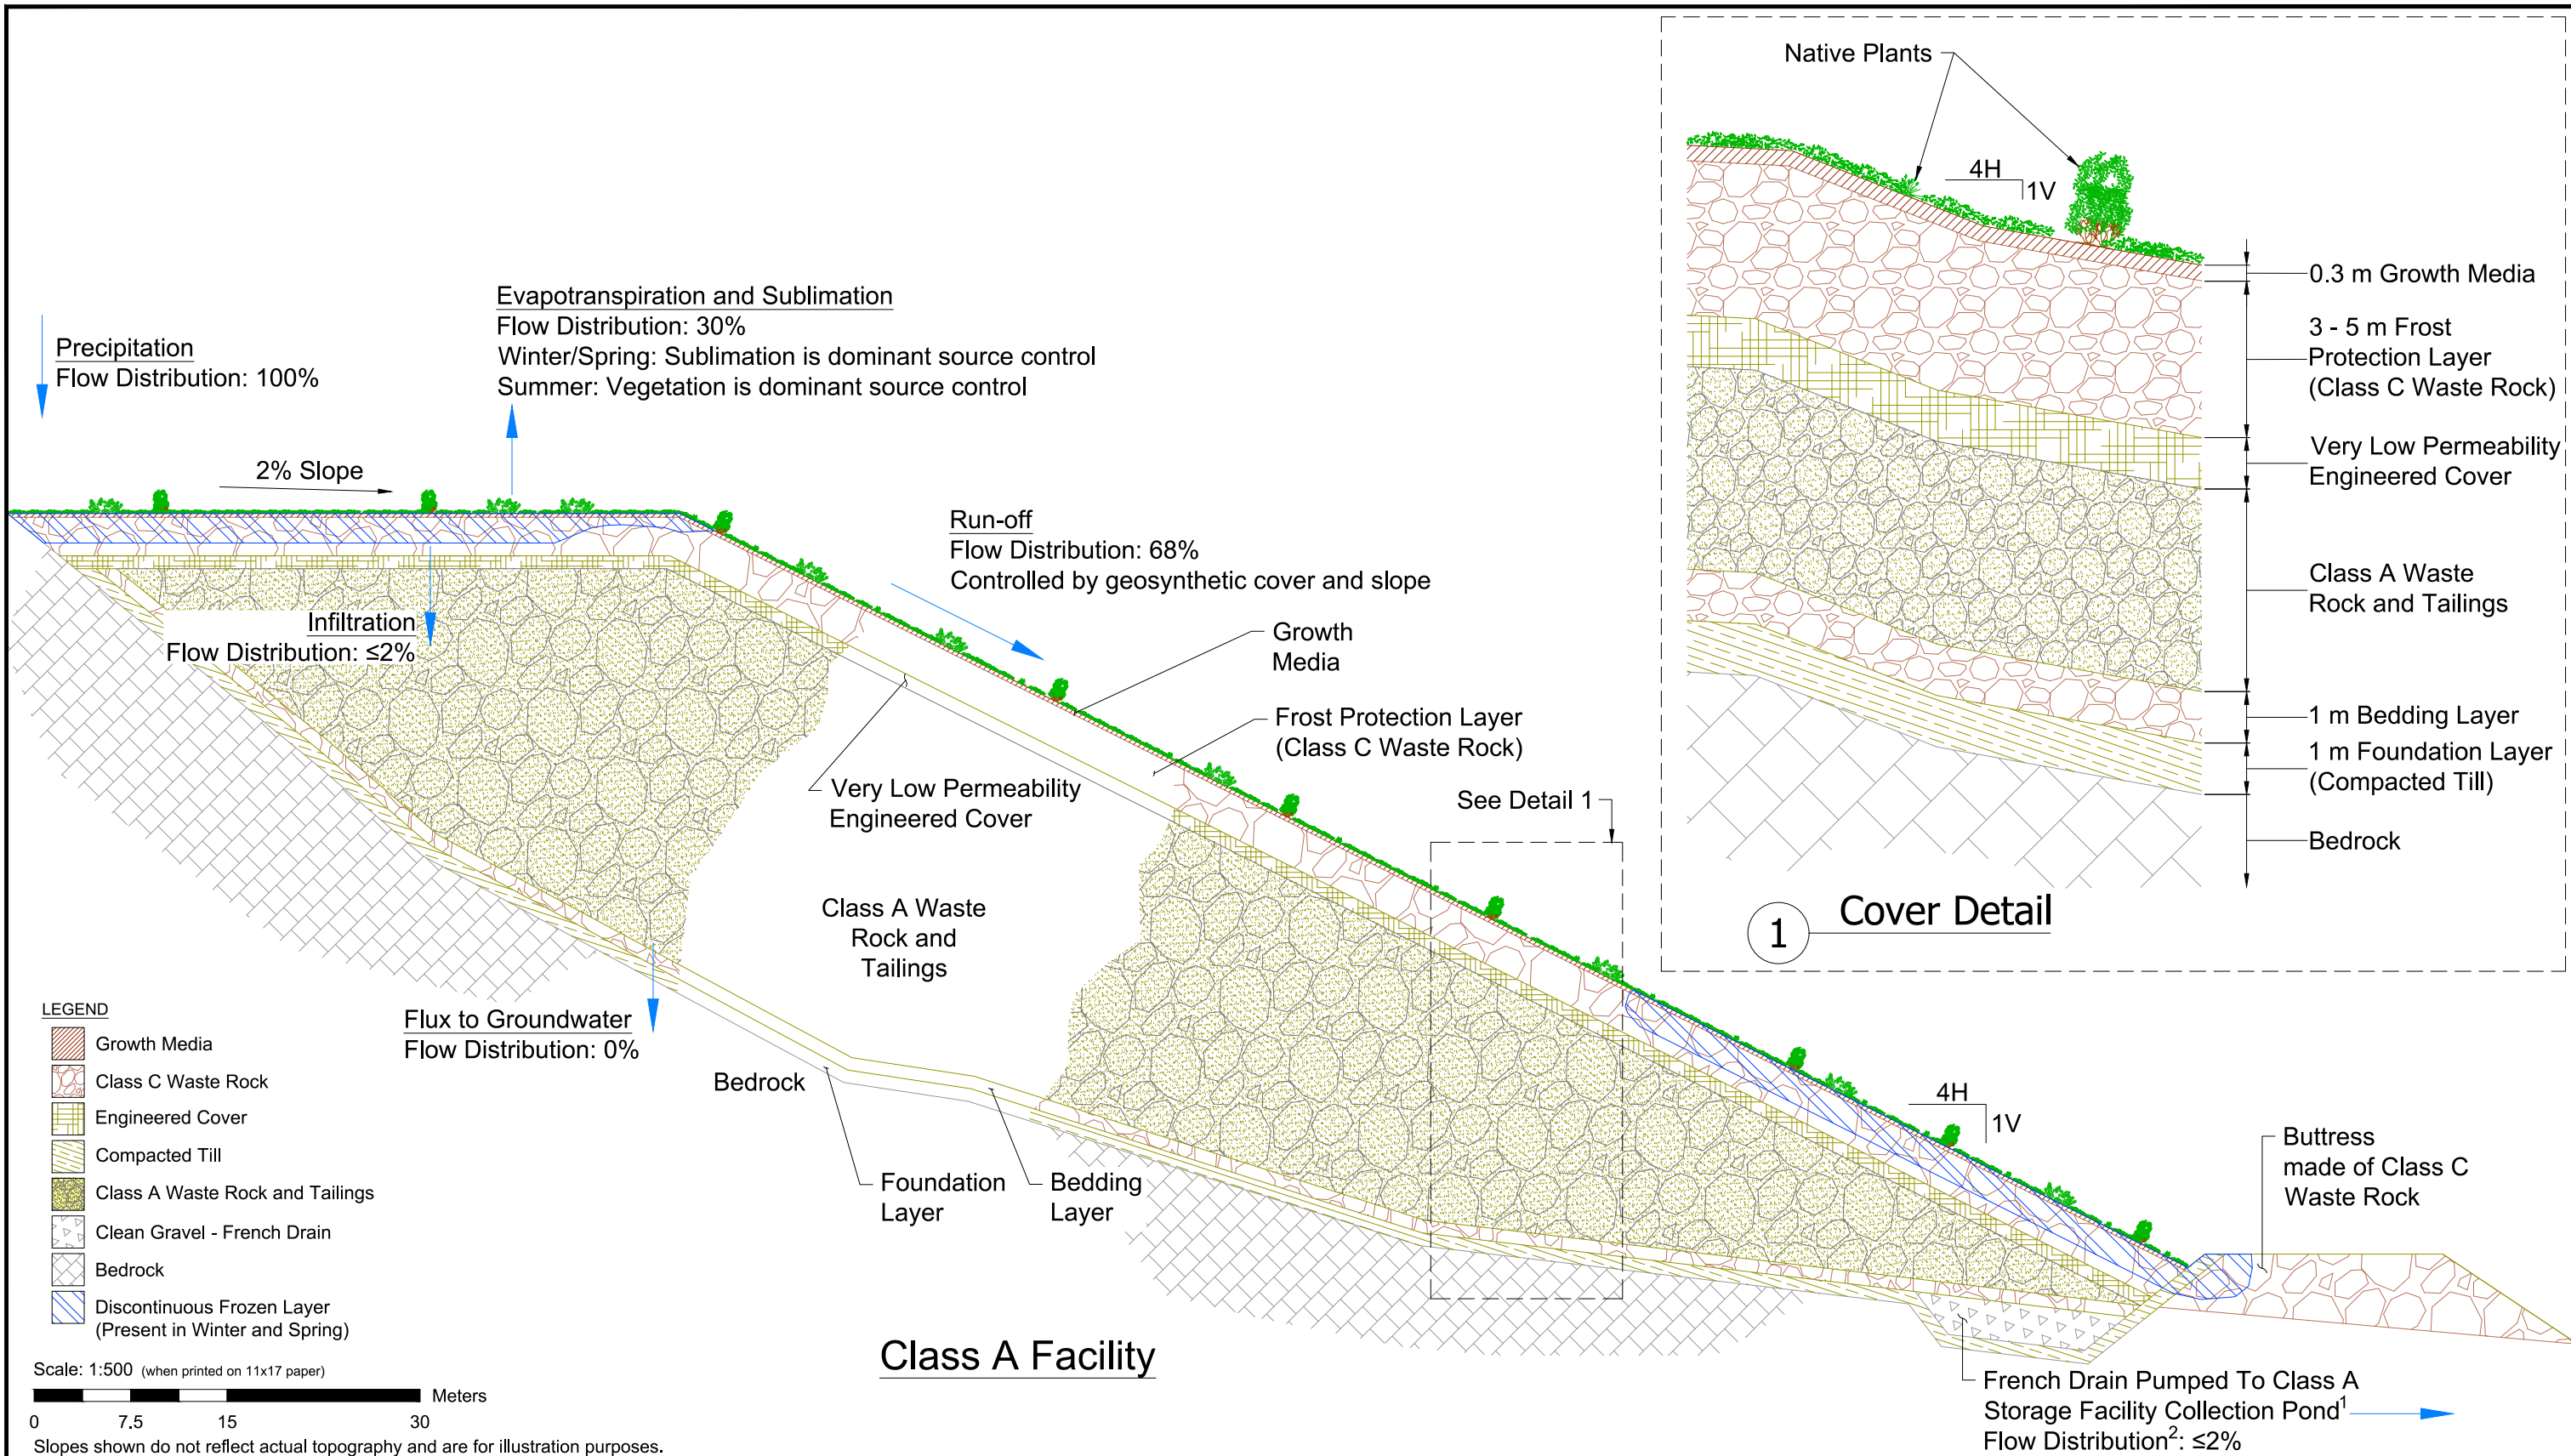 Precipitation
Flow Distribution: 100%
Evapotranspiration and Sublimation
Flow Distribution: 30%
Winter/Spring: Sublimation is dominant source control
Summer: Vegetation is dominant source control
2% Slope
Infiltration
Flow Distribution: ≤2%
Run-off
Flow Distribution: 68%
Controlled by geosynthetic cover and slope
Growth
Media
Frost Protection Layer
(Class C Waste Rock)
Very Low Permeability
Engineered Cover
See Detail 1
Class A Waste
Rock and
Tailings
Flux to Groundwater
Flow Distribution: 0%
Bedrock
Foundation
Layer
Bedding
Layer
4H
1V
Buttress
made of Class C
Waste Rock
French Drain Pumped To Class A
Storage Facility Collection Pond1
Flow Distribution2: ≤2%
Class A Facility
Native Plants
4H
1V
0.3 m Growth Media
3 - 5 m Frost
Protection Layer
(Class C Waste Rock)
Very Low Permeability
Engineered Cover
Class A Waste
Rock and Tailings
1 m Bedding Layer
1 m Foundation Layer
(Compacted Till)
Bedrock
1 Cover Detail
LEGEND
Growth Media
Class C Waste Rock
Engineered Cover
Compacted Till
Class A Waste Rock and Tailings
Clean Gravel - French Drain
Bedrock
Discontinuous Frozen Layer
(Present in Winter and Spring)
Scale: 1:500 (when printed on 11x17 paper)
Meters
0 7.5 15 30
Slopes shown do not reflect actual topography and are for illustration purposes.